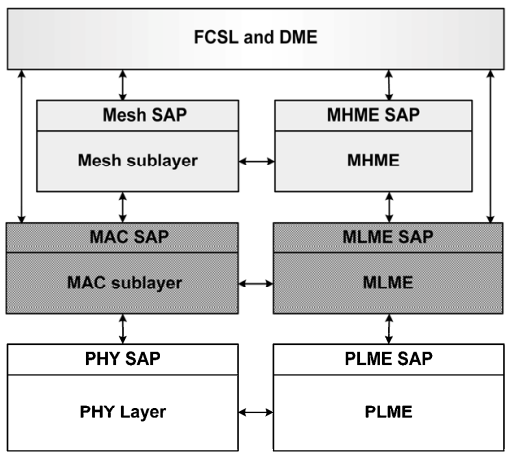 FCSL and DME
Mesh SAP
MHME SAP
Mesh sublayer
MHME
MAC SAP
MLME SAP
MAC sublayer
MLME
PHY SAP
PLME SAP
PHY Layer
PLME